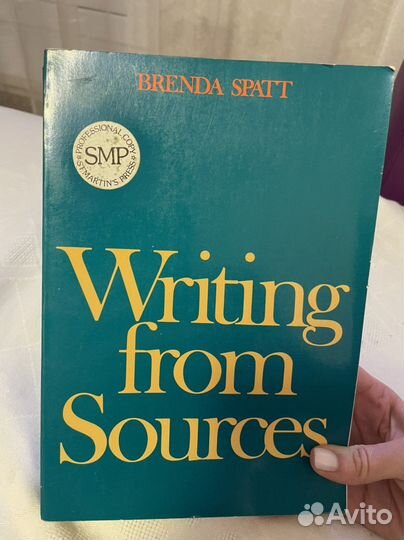 BRENDA SPATT
PROFESSIONAL COPY
SMP
ST. MARTIN'S PRESS
Writing
from
Sources
Avito